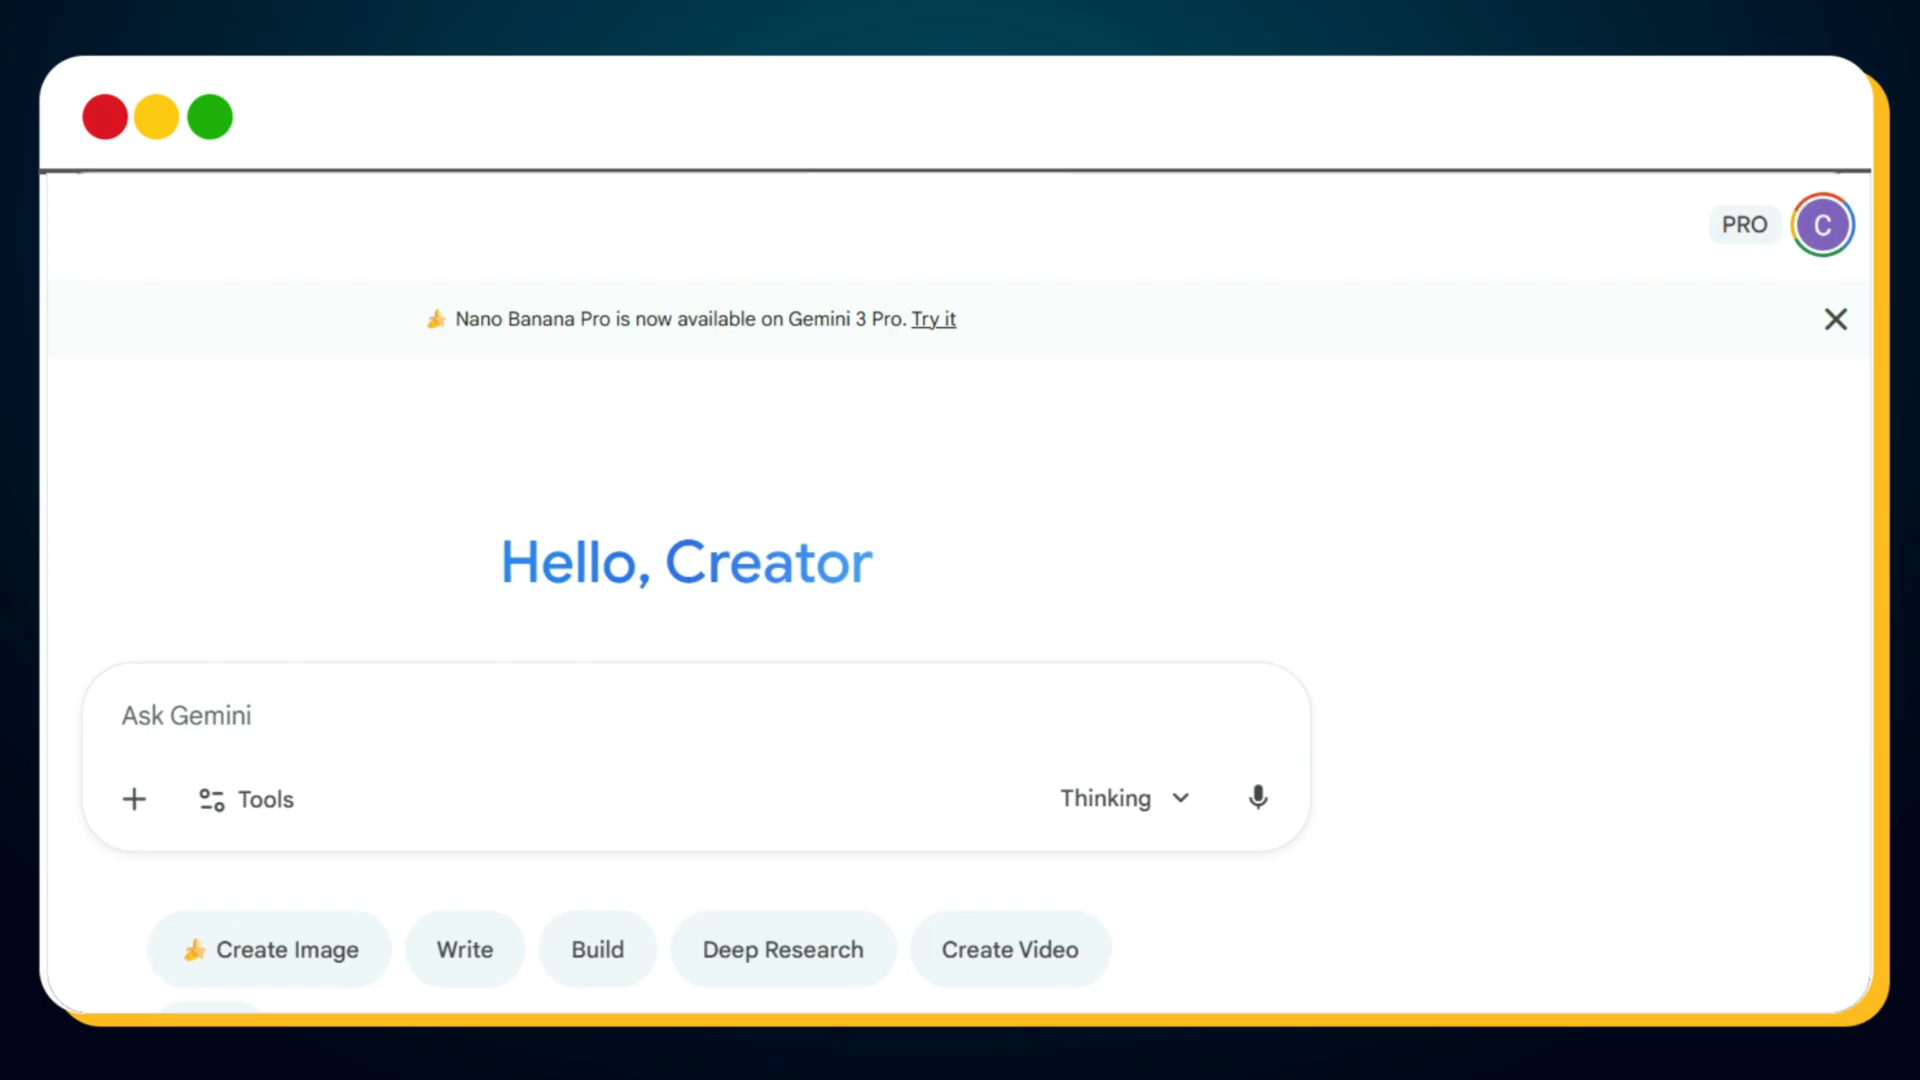 PRO
C
Nano Banana Pro is now available on Gemini 3 Pro. Try it
Hello, Creator
Ask Gemini
Tools
Thinking
Create Image
Write
Build
Deep Research
Create Video